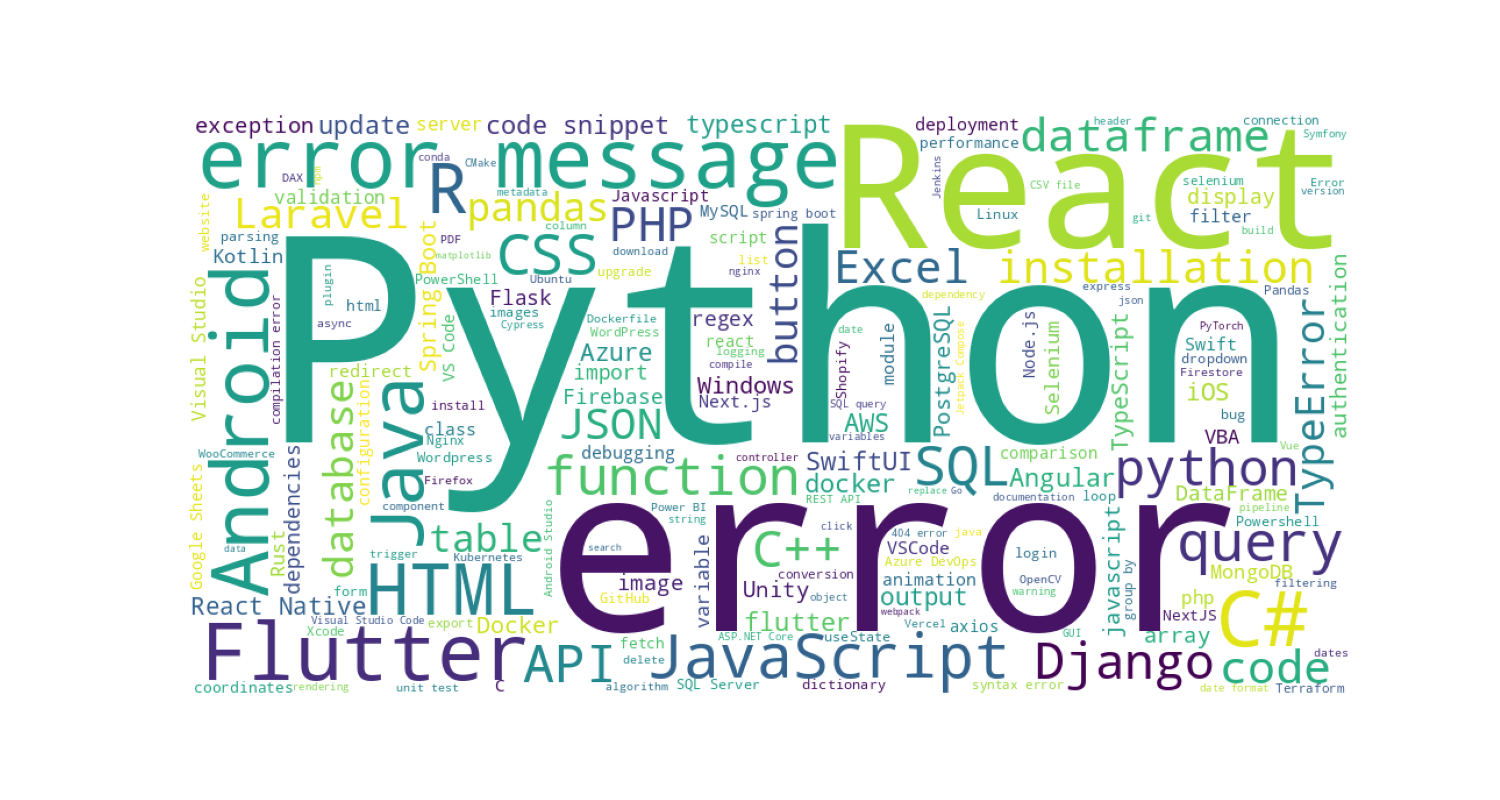 exception
update
server
code snippet
typescript
deployment
performance
dataframe
header
connection
Symfony
error message
conda
CMake
R
React
DAX
npm
validation
metadata
Javascript
Jenkins
CSV file
selenium
display
Error
version
website
Laravel
pandas
PHP
MySQL
spring boot
Linux
git
filter
build
parsing
Kotlin
PDF
column
matplotlib
CSS
download
script
list
nginx
button
Excel
installation
Android
Python
plugin
Spring Boot
PowerShell
Ubuntu
upgrade
dependency
express
json
Pandas
authentication
Visual Studio
compilation error
html
async
Flask
images
Cypress
Dockerfile
WordPress
regex
react
logging
date
module
PostgreSQL
Jetpack Compose
Node.js
Selenium
TypeScript
PyTorch
Swift
dropdown
Firestore
TypeError
redirect
VS Code
Azure
import
compile
Shopify
iOS
database
configuration
Java
install
Firebase
Windows
Next.js
SQL query
bug
class
Nginx
JSON
AWS
variables
VBA
Vue
WooCommerce
Wordpress
debugging
controller
SwiftUI
SQL
comparison
Google Sheets
dependencies
Firefox
component
function
docker
REST API
replace
Go
Angular
documentation
loop
python
DataFrame
pipeline
data
Rust
trigger
table
Kubernetes
Android Studio
Power BI
string
error
click
C++
404 error
java
VSCode
Azure DevOps
login
javascript
Powershell
query
search
form
HTML
image
GitHub
variable
conversion
Unity
object
animation
output
OpenCV
warning
group by
MongoDB
filtering
React Native
Visual Studio Code
Xcode
export
Docker
flutter
webpack
Vercel
axios
php
NextJS
C#
Flutter
API
fetch
delete
JavaScript
ASP.NET Core
useState
GUI
Django
array
code
dates
coordinates
rendering
unit test
C
algorithm
SQL Server
dictionary
syntax error
date format
Terraform